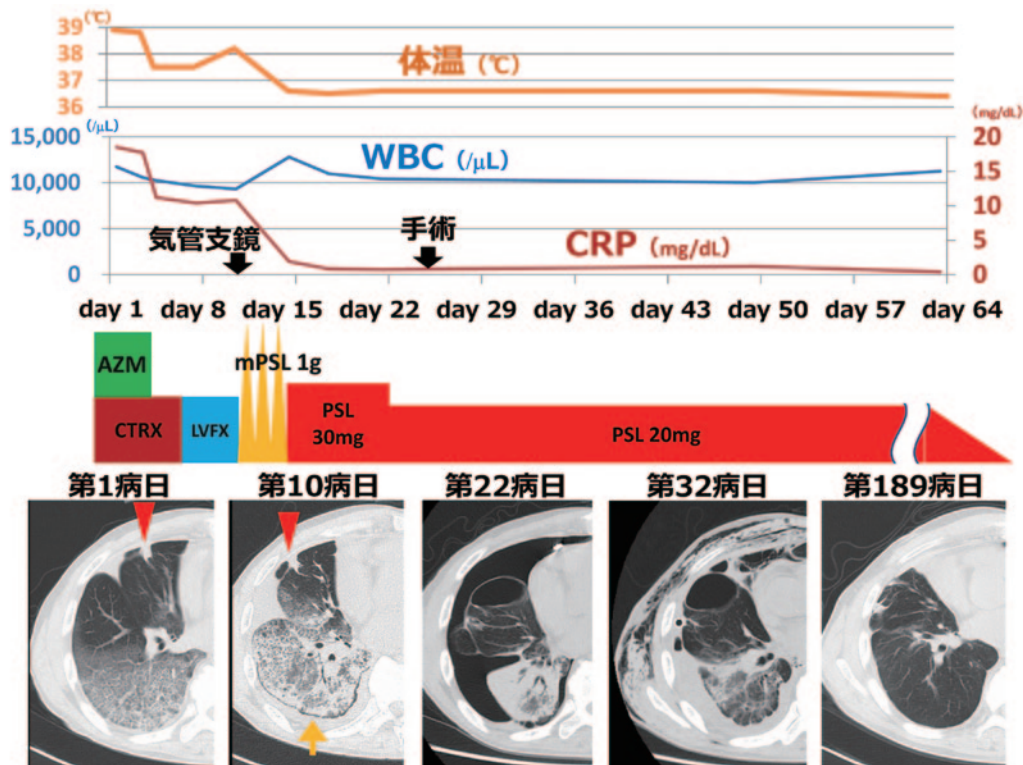 (℃)
39
38
37
36
体温 (℃)
(/μL)
(mg/dL)
15,000
10,000
5,000
0
20
15
10
5
0
WBC (/μL)
気管支鏡
手術
CRP (mg/dL)
day 1 day 8 day 15 day 22 day 29 day 36 day 43 day 50 day 57 day 64
AZM
mPSL 1g
CTRX
LVFX
PSL
30mg
PSL 20mg
第1病日 第10病日 第22病日 第32病日 第189病日